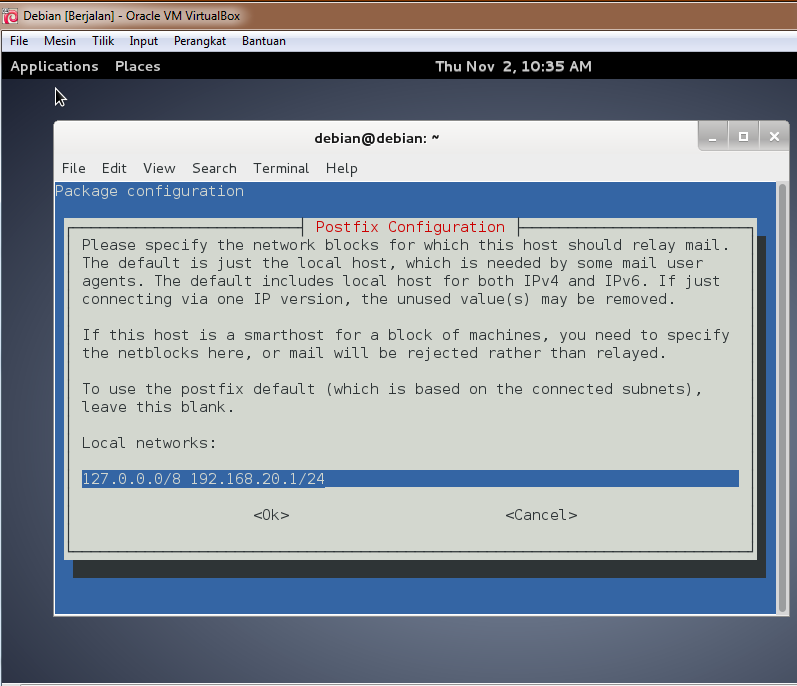 Debian [Berjalan] - Oracle VM VirtualBox
File Mesin Tilik Input Perangkat Bantuan
Applications Places Thu Nov 2, 10:35 AM
debian@debian: ~
File Edit View Search Terminal Help
Package configuration
Postfix Configuration
Please specify the network blocks for which this host should relay mail.
The default is just the local host, which is needed by some mail user
agents. The default includes local host for both IPv4 and IPv6. If just
connecting via one IP version, the unused value(s) may be removed.
If this host is a smarthost for a block of machines, you need to specify
the netblocks here, or mail will be rejected rather than relayed.
To use the postfix default (which is based on the connected subnets),
leave this blank.
Local networks:
127.0.0.0/8 192.168.20.1/24
<Ok> <Cancel>